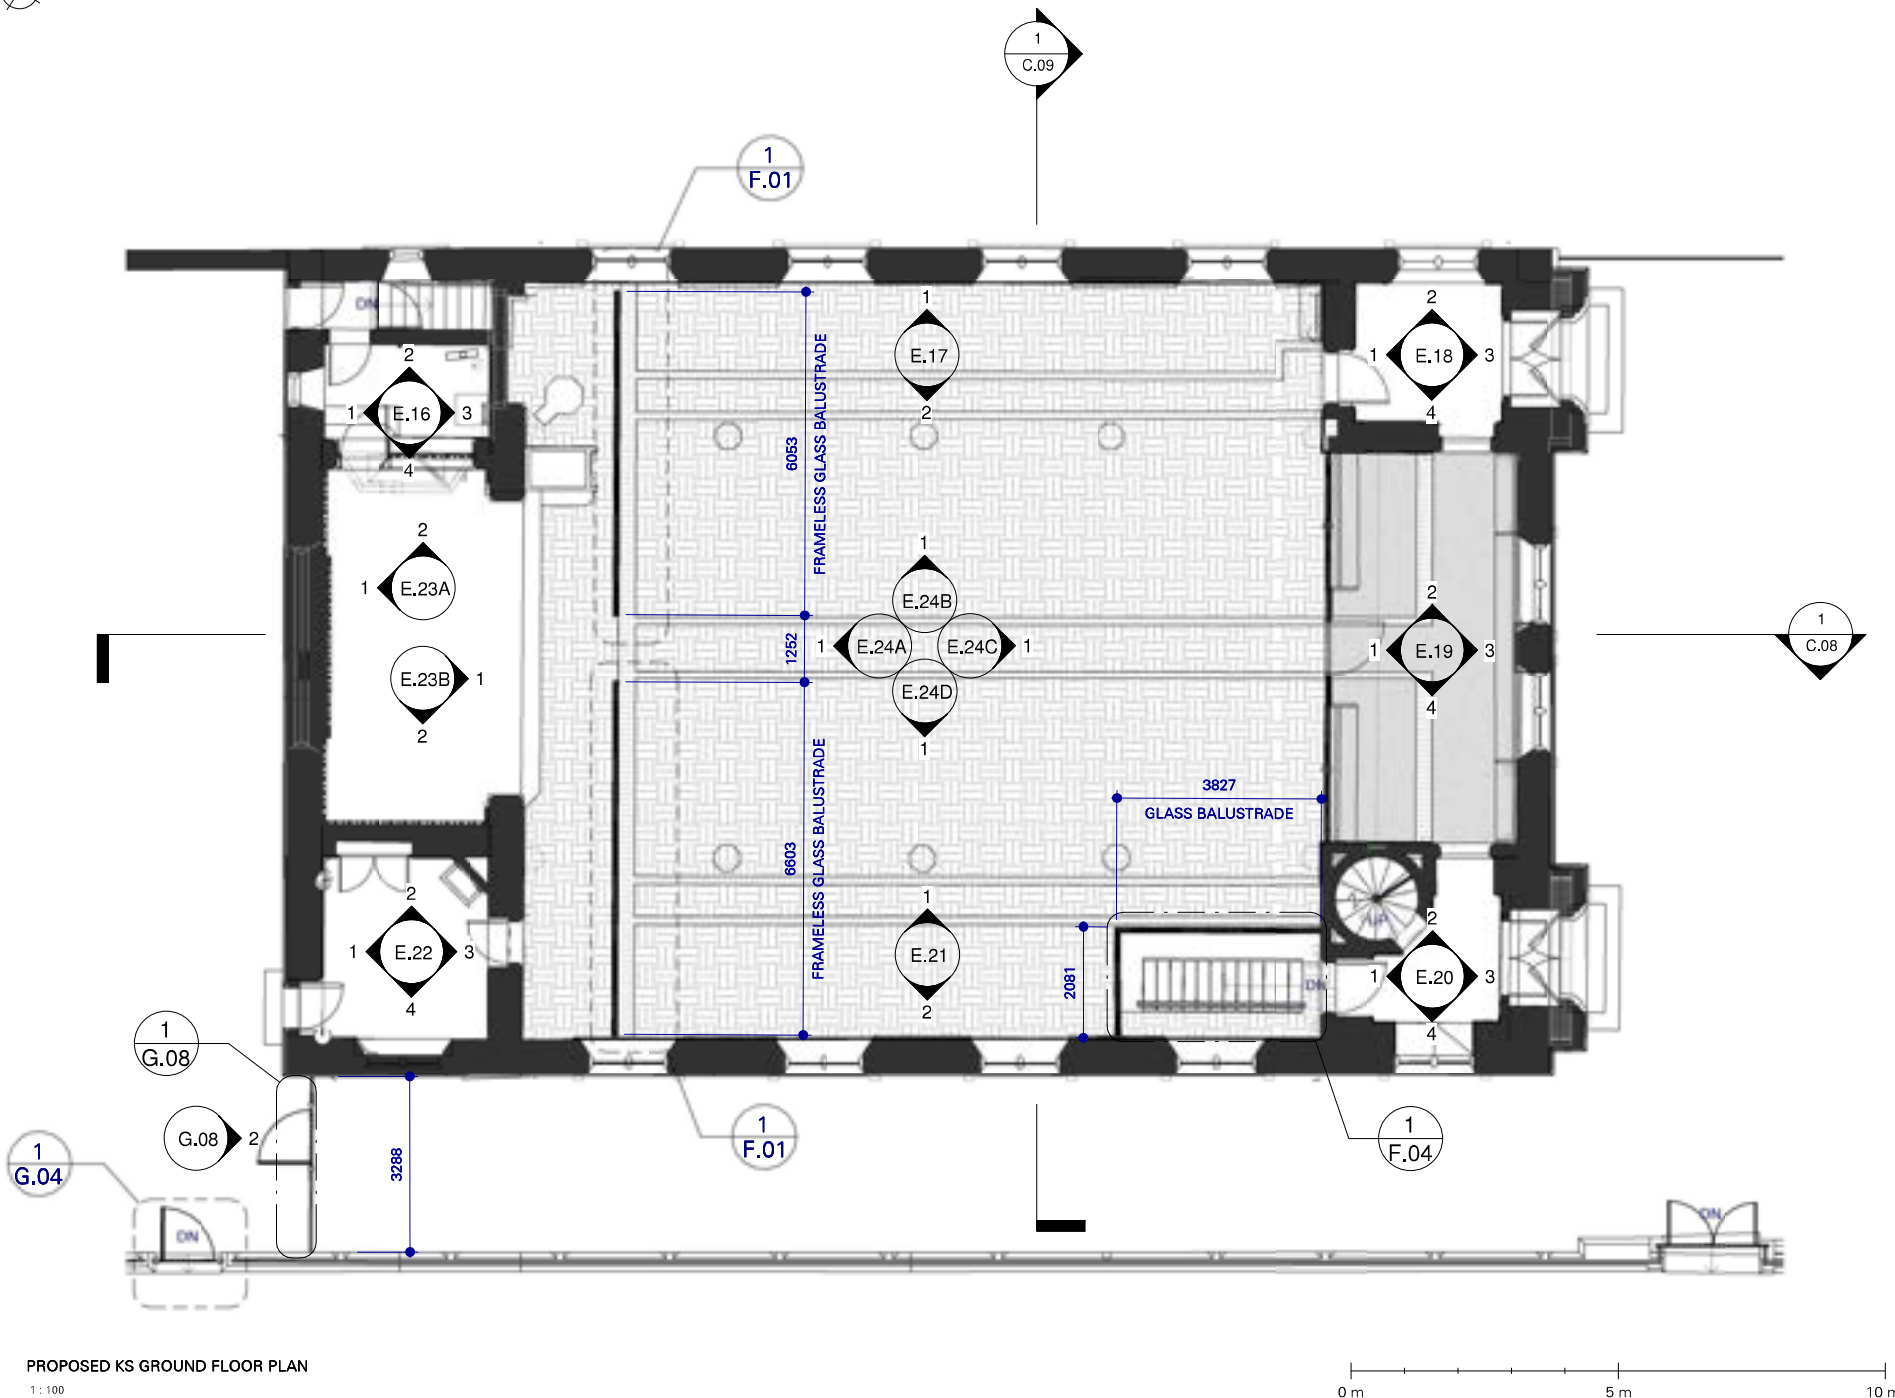 1
C.09
1
F.01
DN
1
E.17
2
2
1
E.18
3
4
2
1
E.16
3
4
6053
FRAMELESS GLASS BALUSTRADE
2
1
E.23A
1
E.24B
1
E.24A
E.24C
1
E.24D
1
1252
2
1
E.19
3
4
1
C.08
E.23B
1
2
6603
FRAMELESS GLASS BALUSTRADE
3827
GLASS BALUSTRADE
2
1
E.22
3
4
1
E.21
2
2081
DN
UP
2
1
E.20
3
4
1
G.08
G.08
2
3288
1
F.01
1
F.04
1
G.04
DN
DN
PROPOSED KS GROUND FLOOR PLAN
1 : 100
0 m
5 m
10 m